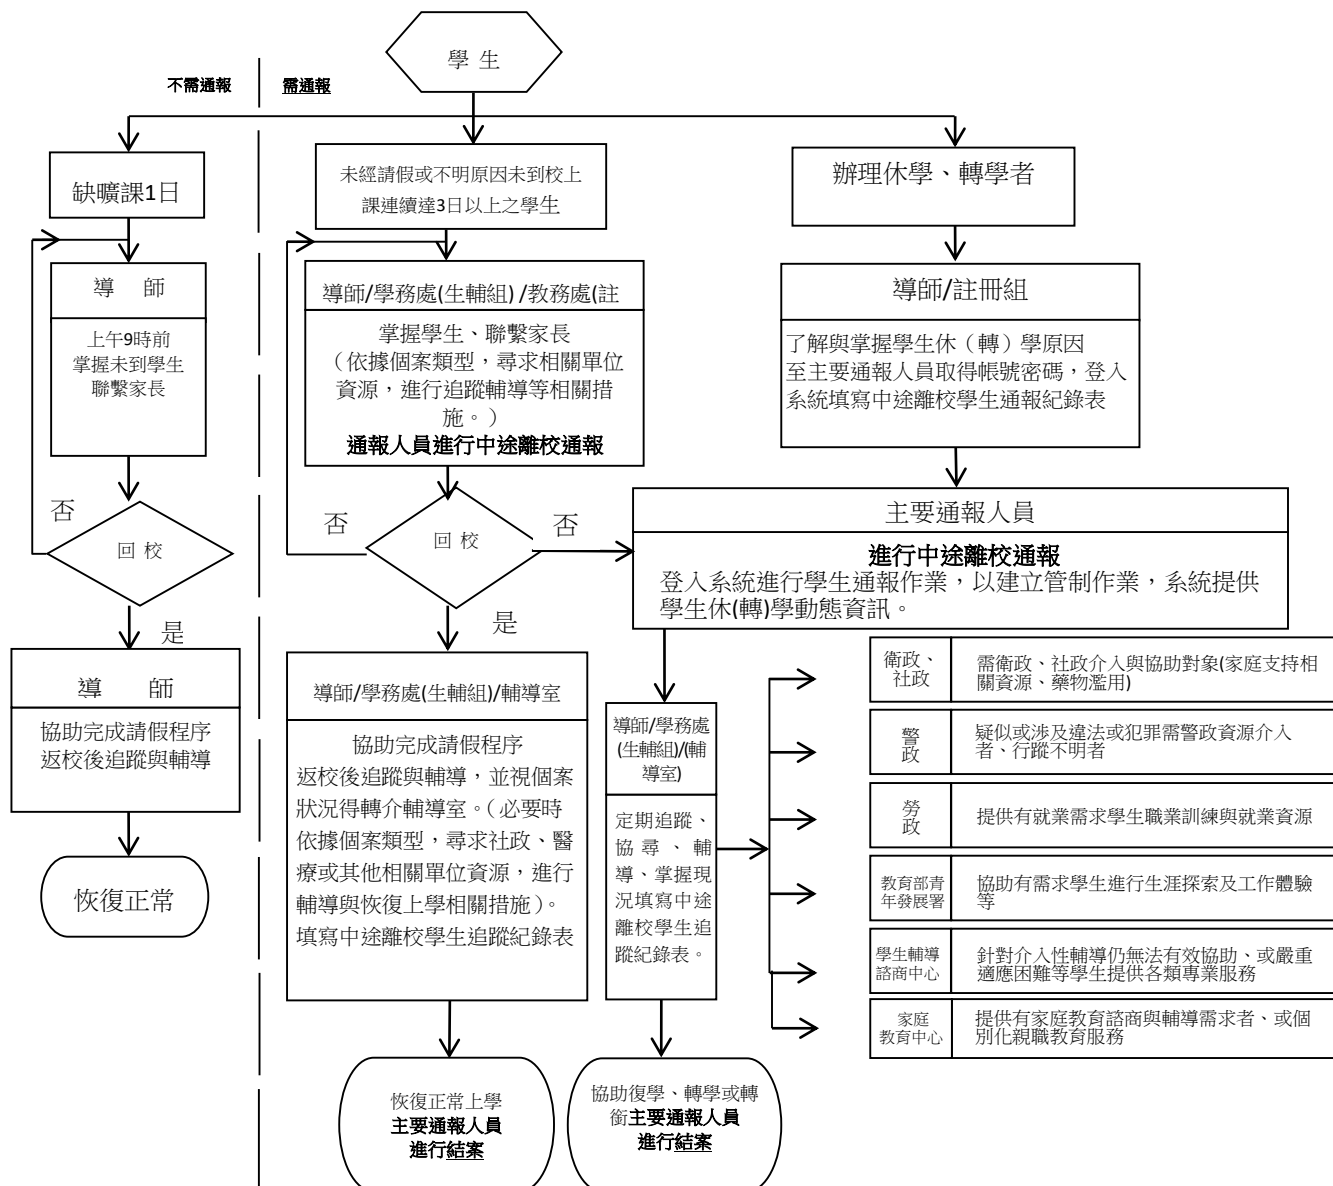 學 生
不需通報
需通報
缺曠課1日
未經請假或不明原因未到校上
課連續達3日以上之學生
辦理休學、轉學者
導 師
上午9時前
掌握未到學生
聯繫家長
導師/學務處(生輔組) /教務處(註
掌握學生、聯繫家長
（依據個案類型，尋求相關單位
資源，進行追蹤輔導等相關措
施。）
通報人員進行中途離校通報
導師/註冊組
了解與掌握學生休（轉）學原因
至主要通報人員取得帳號密碼，登入
系統填寫中途離校學生通報紀錄表
否
回 校
是
否
回 校
否
是
主要通報人員
進行中途離校通報
登入系統進行學生通報作業，以建立管制作業，系統提供
學生休(轉)學動態資訊。
導 師
協助完成請假程序
返校後追蹤與輔導
恢復正常
導師/學務處(生輔組)/輔導室
協助完成請假程序
返校後追蹤與輔導，並視個案
狀況得轉介輔導室。（必要時
依據個案類型，尋求社政、醫
療或其他相關單位資源，進行
輔導與恢復上學相關措施）。
填寫中途離校學生追蹤紀錄表
恢復正常上學
主要通報人員
進行結案
導師/學務處
(生輔組)/(輔
導室)
定期追蹤、
協尋、輔
導、掌握現
況填寫中途
離校學生追
蹤紀錄表。
協助復學、轉學或轉
銜主要通報人員
進行結案
衛政、
社政
需衛政、社政介入與協助對象(家庭支持相
關資源、藥物濫用)
警
政
疑似或涉及違法或犯罪需警政資源介入
者、行蹤不明者
勞
政
提供有就業需求學生職業訓練與就業資源
教育部青
年發展署
協助有需求學生進行生涯探索及工作體驗
等
學生輔導
諮商中心
針對介入性輔導仍無法有效協助、或嚴重
適應困難等學生提供各類專業服務
家庭
教育中心
提供有家庭教育諮商與輔導需求者、或個
別化親職教育服務